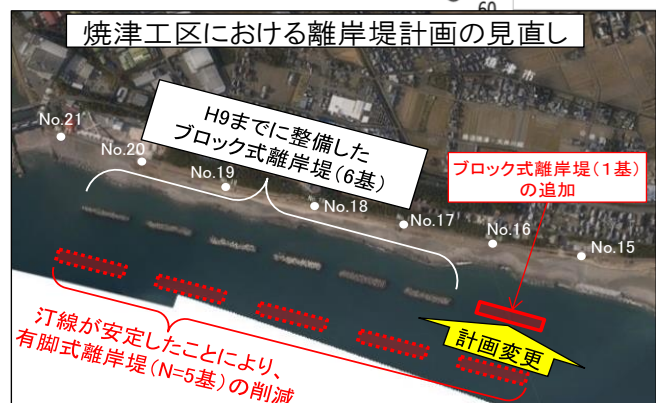 60
焼津工区における離岸堤計画の見直し
H9までに整備した
ブロック式離岸堤(6基)
No.21
No.20
No.19
No.18
No.17
No.16
No.15
ブロック式離岸堤(1基)
の追加
計画変更
汀線が安定したことにより、
有脚式離岸堤(N=5基)の削減